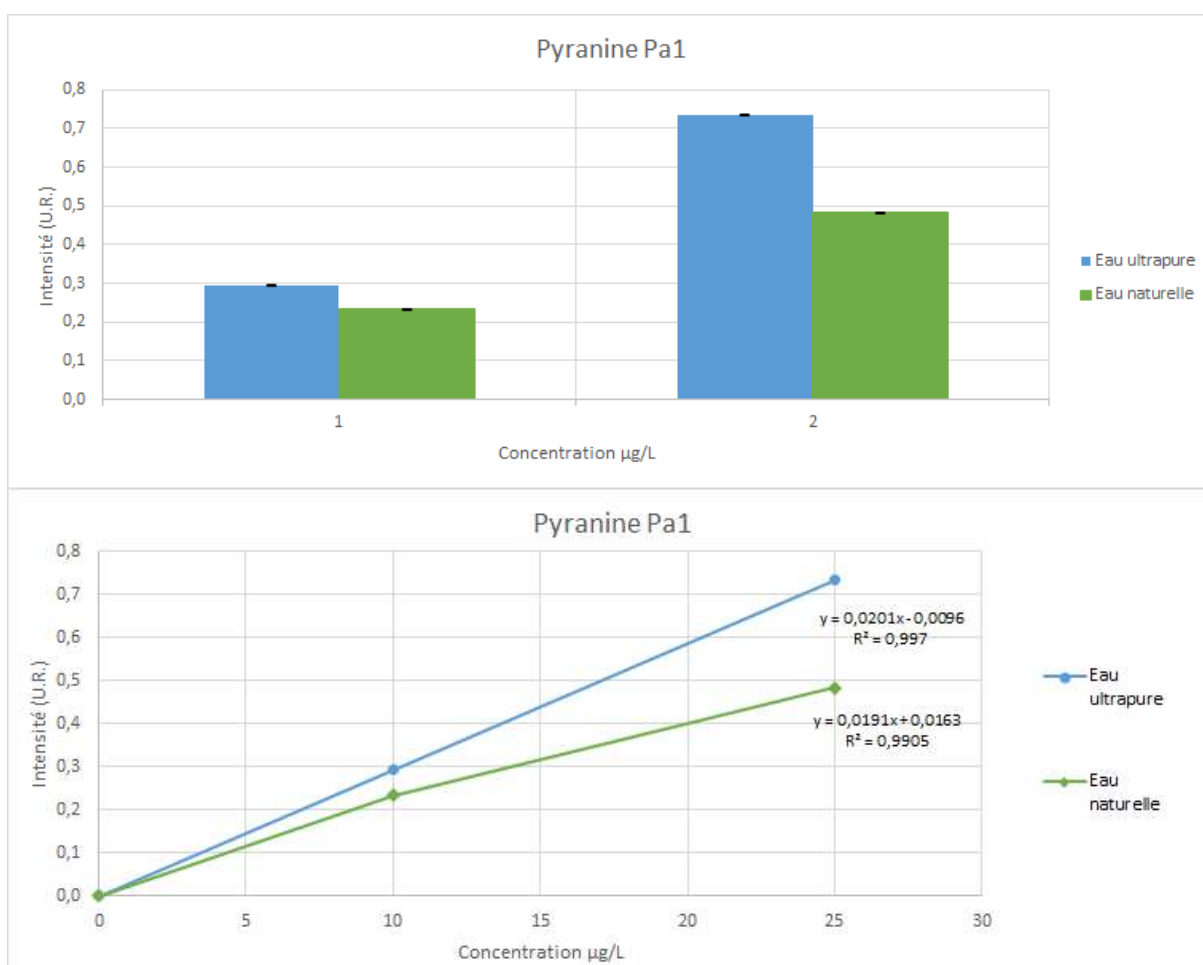 Pyranine Pa1
0,8
0,7
0,6
0,5
0,4
0,3
0,2
0,1
0,0
Intensité (U.R.)
1
2
Concentration µg/L
Eau ultrapure
Eau naturelle
Pyranine Pa1
0,8
0,7
0,6
0,5
0,4
0,3
0,2
0,1
0,0
Intensité (U.R.)
0
5
10
15
20
25
30
Concentration µg/L
y = 0,0201x - 0,0096
R² = 0,997
y = 0,0191x + 0,0163
R² = 0,9905
Eau
ultrapure
Eau
naturelle